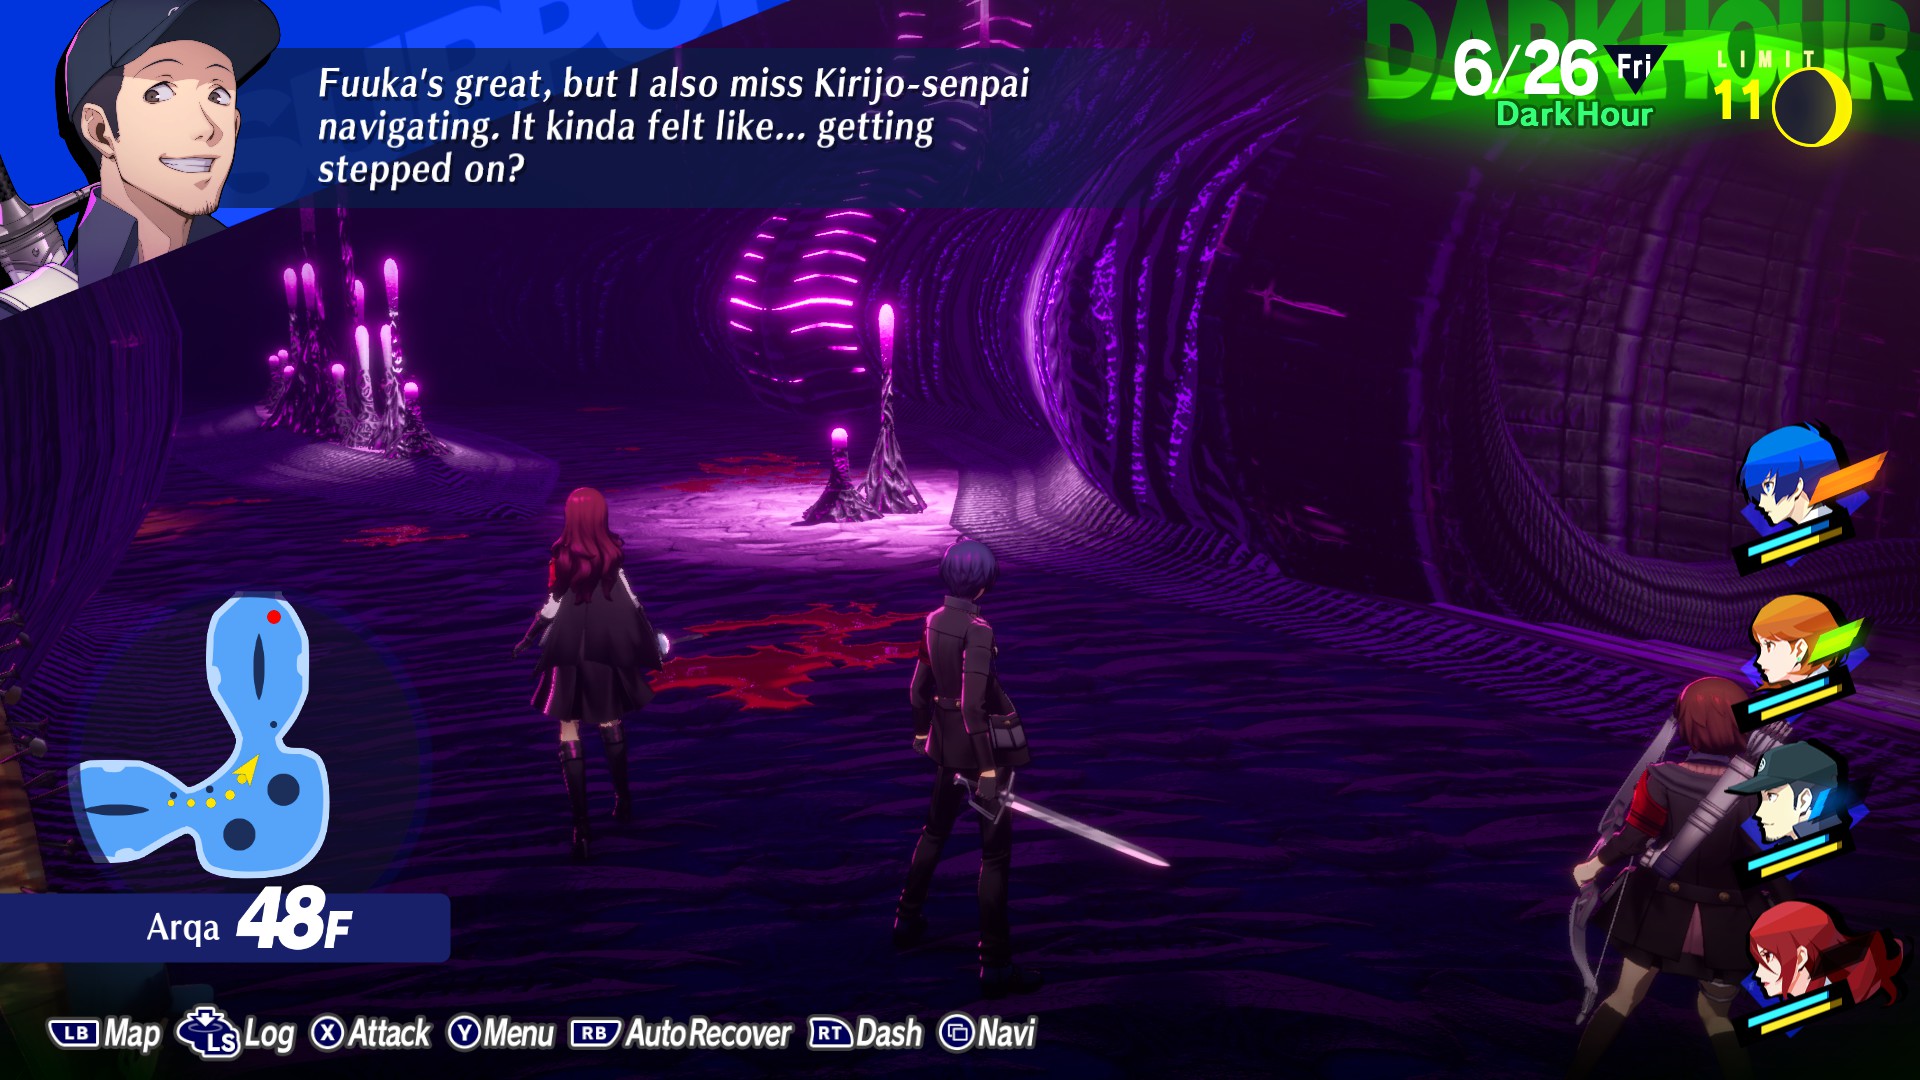 SUPPORT
Fuuka's great, but I also miss Kirijo-senpai
navigating. It kinda felt like... getting
stepped on?
DARK HOUR
6/26 Fri
Dark Hour
LIMIT
11
Arqa 48F
LB Map LS Log X Attack Y Menu RB Auto Recover RT Dash Navi